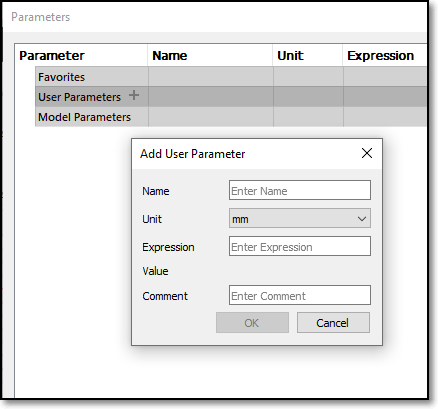 Parameters
Parameter Name Unit Expression
Favorites
User Parameters +
Model Parameters
Add User Parameter
Name Enter Name
Unit mm
Expression Enter Expression
Value
Comment Enter Comment
OK Cancel